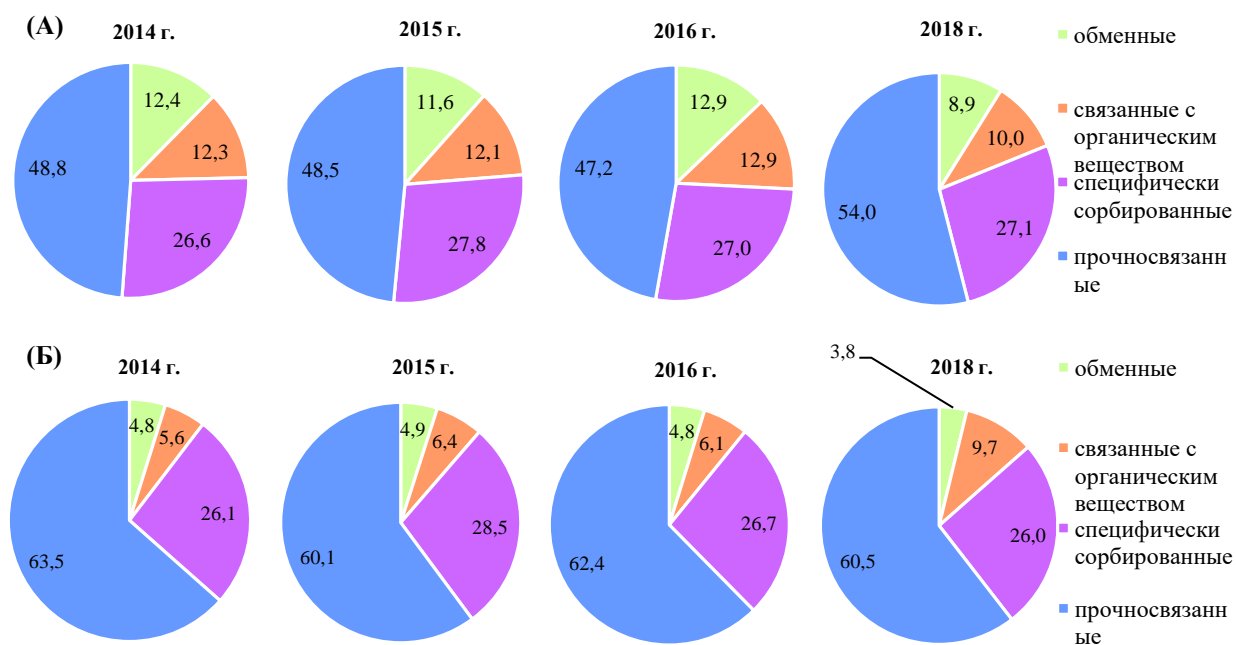 (А)
2014 г.
2015 г.
2016 г.
2018 г.
12,4
12,3
26,6
48,8
11,6
12,1
27,8
48,5
12,9
12,9
27,0
47,2
8,9
10,0
27,1
54,0
обменные
связанные с
органическим
веществом
специфически
сорбированные
прочносвязанн
ые
(Б)
2014 г.
2015 г.
2016 г.
2018 г.
4,8
5,6
26,1
63,5
4,9
6,4
28,5
60,1
4,8
6,1
26,7
62,4
3,8
9,7
26,0
60,5
обменные
связанные с
органическим
веществом
специфически
сорбированные
прочносвязанн
ые